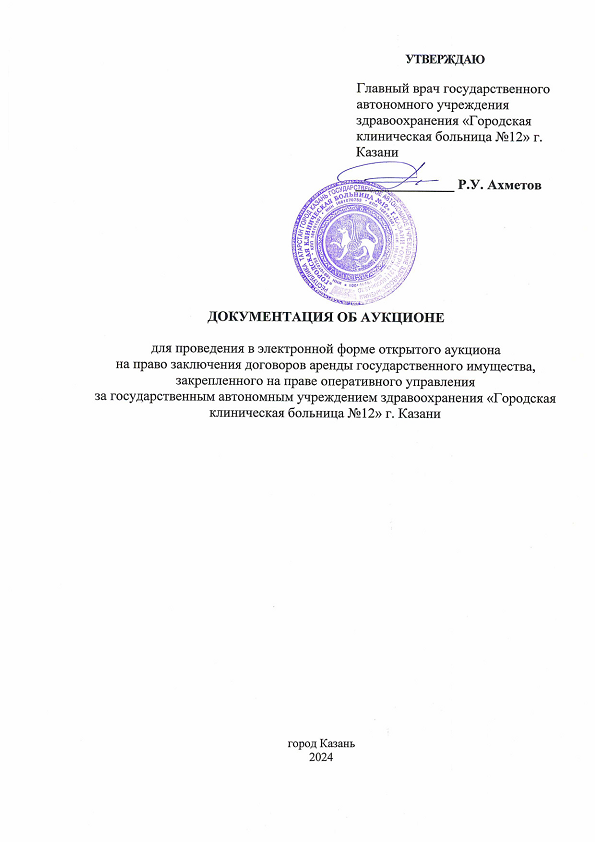 УТВЕРЖДАЮ
Главный врач государственного
автономного учреждения
здравоохранения «Городская
клиническая больница №12» г.
Казани
Р.У. Ахметов
ДОКУМЕНТАЦИЯ ОБ АУКЦИОНЕ
для проведения в электронной форме открытого аукциона
на право заключения договоров аренды государственного имущества,
закрепленного на праве оперативного управления
за государственным автономным учреждением здравоохранения «Городская
клиническая больница №12» г. Казани
город Казань
2024